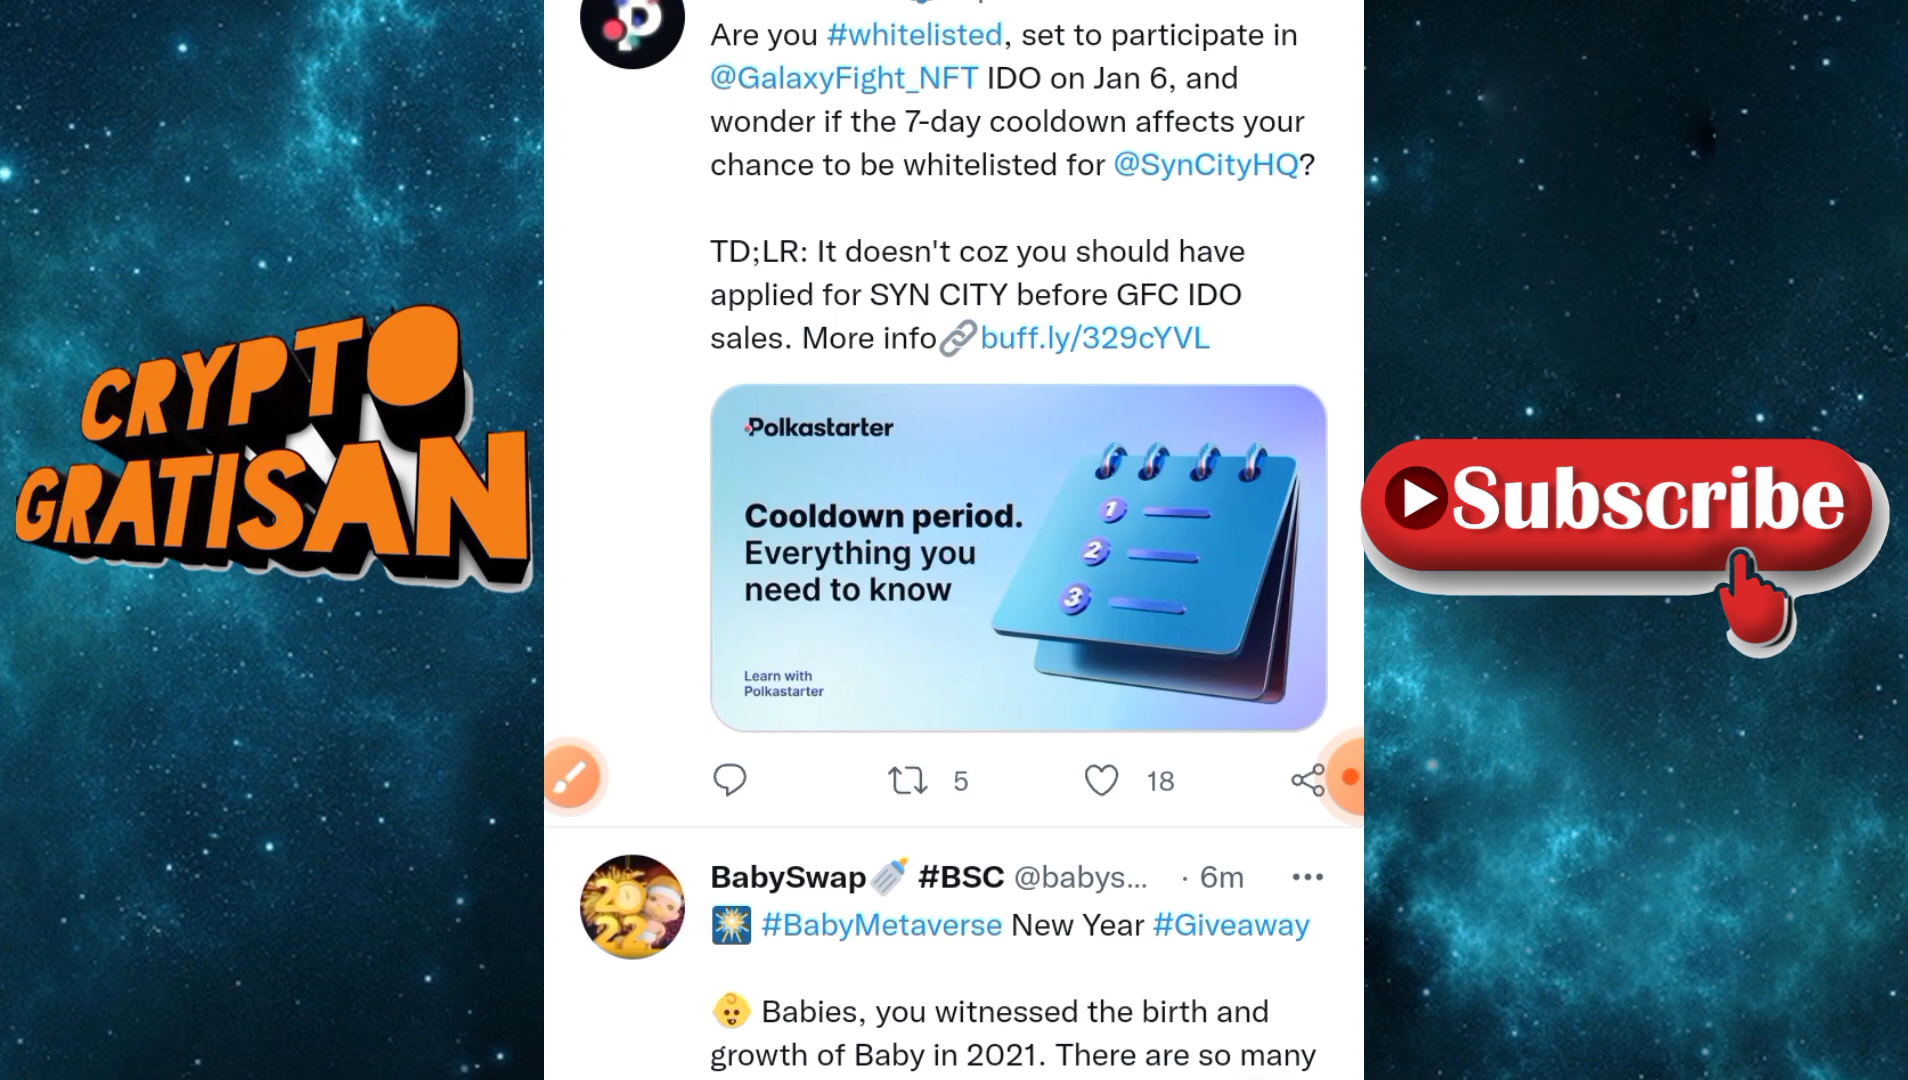 Are you #whitelisted, set to participate in
@GalaxyFight_NFT IDO on Jan 6, and
wonder if the 7-day cooldown affects your
chance to be whitelisted for @SynCityHQ?
TD;LR: It doesn't coz you should have
applied for SYN CITY before GFC IDO
sales. More info buff.ly/329cYVL
Polkastarter
Cooldown period.
Everything you
need to know
1
2
3
Learn with
Polkastarter
5 18
BabySwap #BSC @babys... · 6m
#BabyMetaverse New Year #Giveaway
Babies, you witnessed the birth and
growth of Baby in 2021. There are so many
CRYPTO
GRATISAN
Subscribe
2022